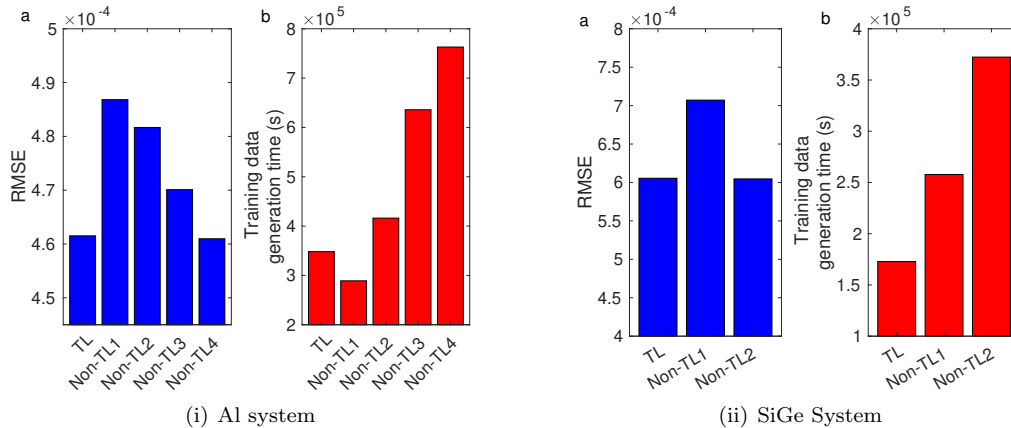 a
×10⁻⁴
5
4.9
4.8
4.7
4.6
4.5
RMSE
TL
Non-TL1
Non-TL2
Non-TL3
Non-TL4
b
×10⁵
8
7
6
5
4
3
2
Training data
generation time (s)
TL
Non-TL1
Non-TL2
Non-TL3
Non-TL4
(i) Al system
a
×10⁻⁴
8
7.5
7
6.5
6
5.5
5
4.5
4
RMSE
TL
Non-TL1
Non-TL2
b
×10⁵
4
3.5
3
2.5
2
1.5
1
Training data
generation time (s)
TL
Non-TL1
Non-TL2
(ii) SiGe System